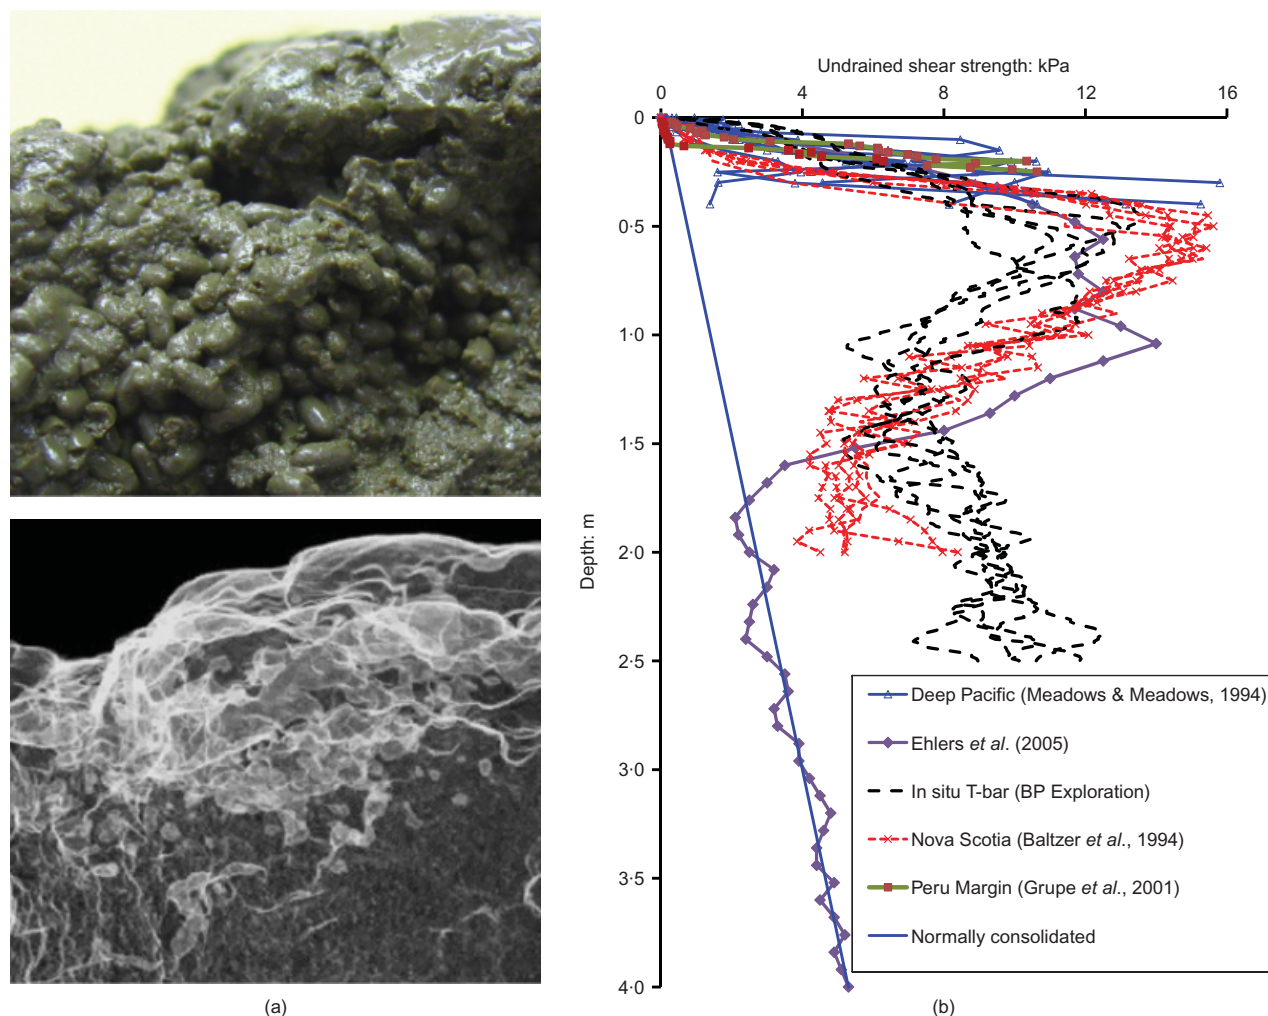 Undrained shear strength: kPa
0 4 8 12 16
0
0·5
1·0
1·5
2·0
2·5
3·0
3·5
4·0
Depth: m
Deep Pacific (Meadows & Meadows, 1994)
Ehlers et al. (2005)
In situ T-bar (BP Exploration)
Nova Scotia (Baltzer et al., 1994)
Peru Margin (Grupe et al., 2001)
Normally consolidated
(a)
(b)